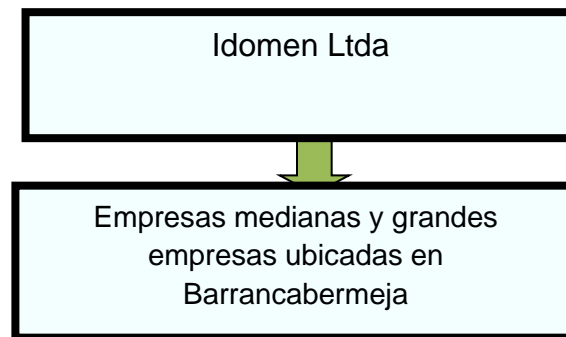 Idomen Ltda
Empresas medianas y grandes
empresas ubicadas en
Barrancabermeja